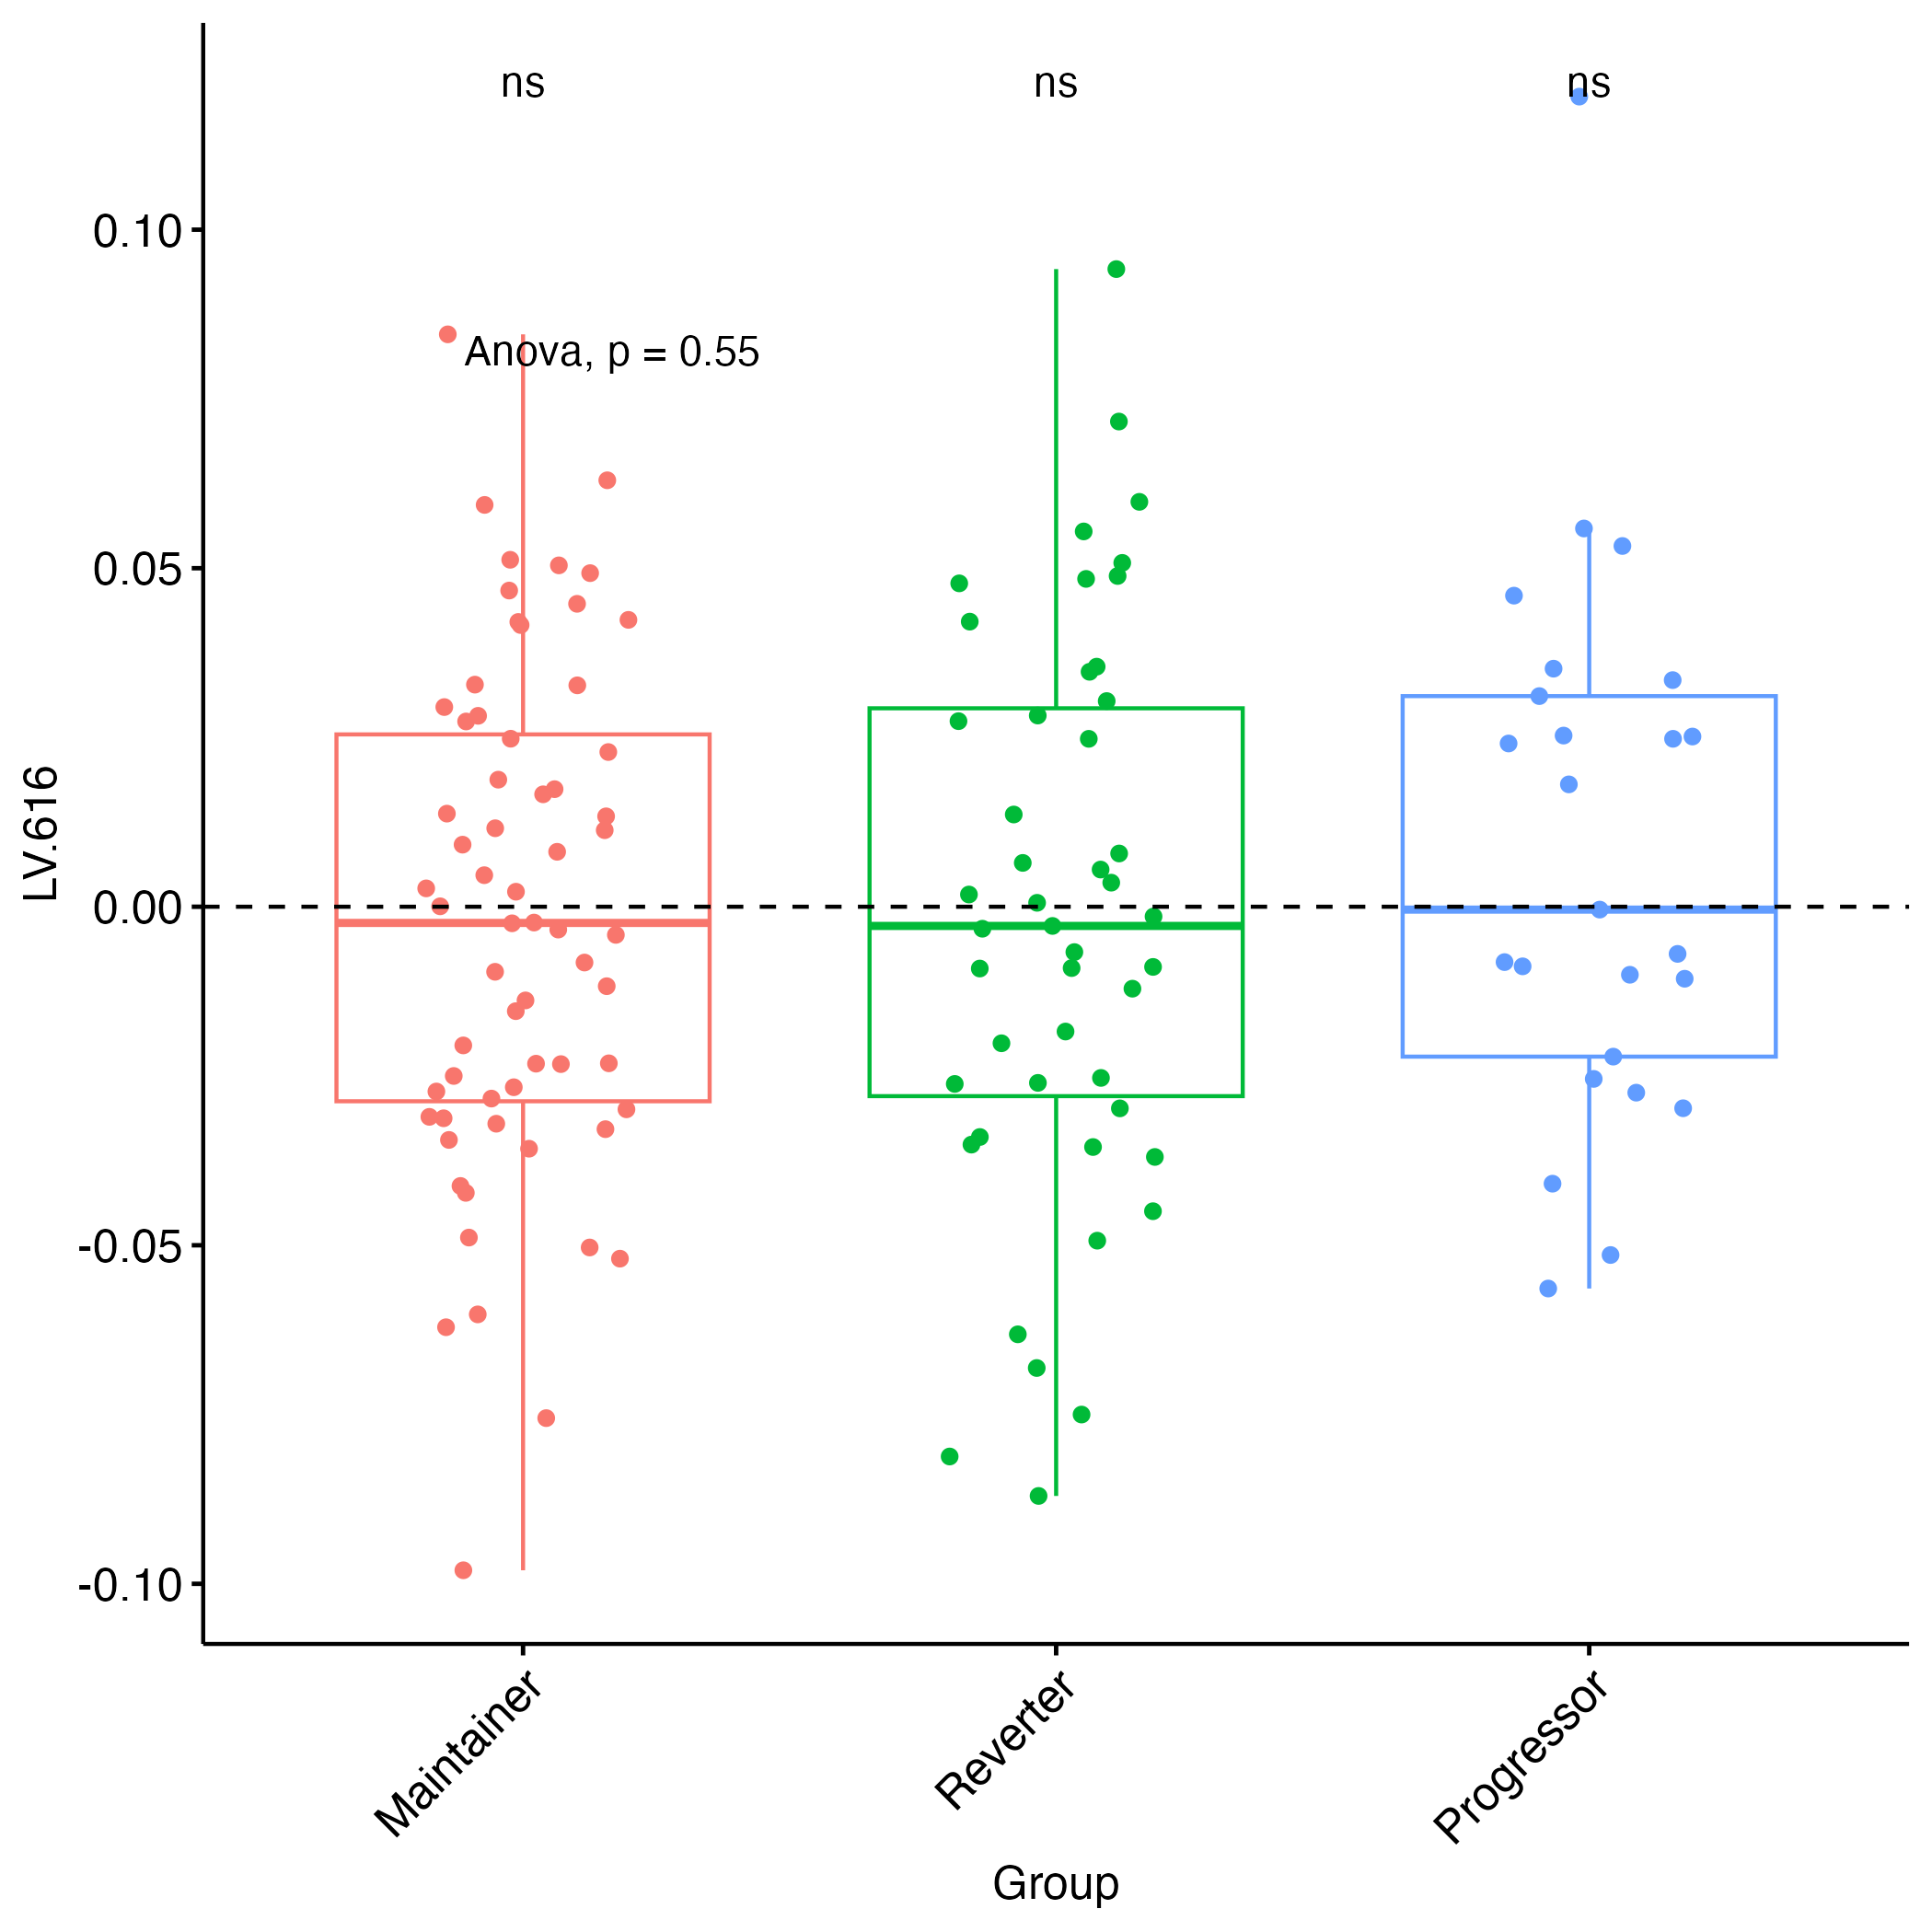 ns ns ns
Anova, p = 0.55
0.10
0.05
0.00
-0.05
-0.10
LV.616
Maintainer
Reverter
Progressor
Group